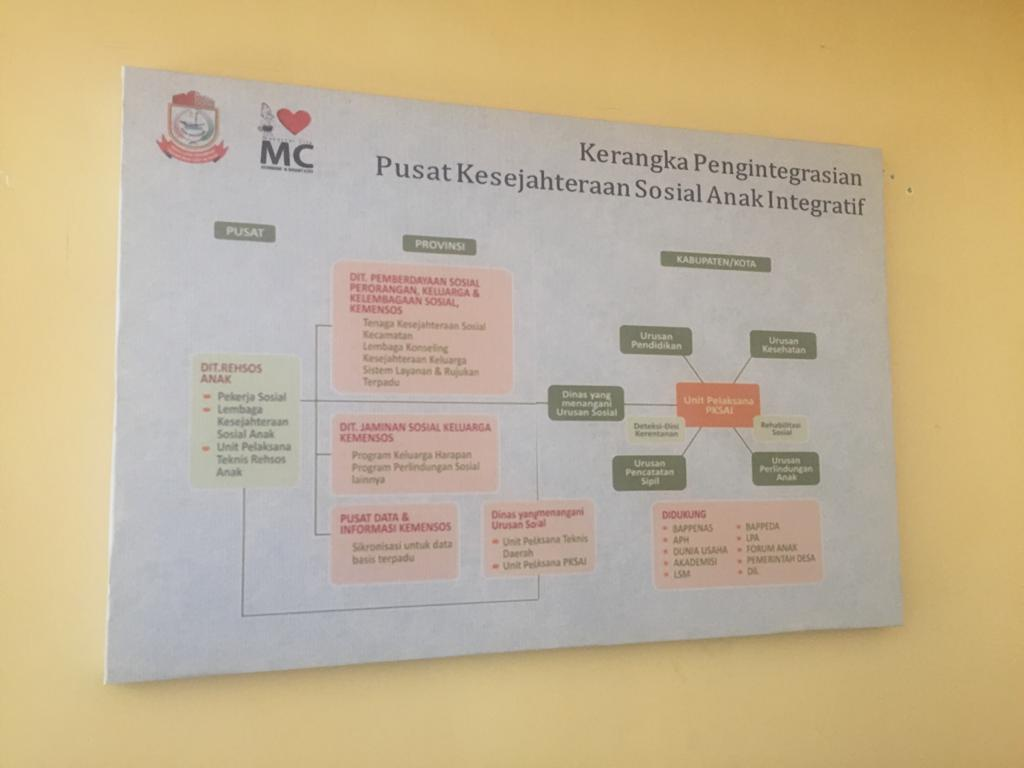 MC
Kerangka Pengintegrasian
Pusat Kesejahteraan Sosial Anak Integratif
PUSAT
PROVINSI
KABUPATEN/KOTA
DIT.REHSOS
ANAK
Pekerja Sosial
Lembaga
Kesejahteraan
Sosial Anak
Unit Pelaksana
Teknis Rehsos
Anak
DIT. PEMBERDAYAAN SOSIAL
PERORANGAN, KELUARGA &
KELEMBAGAAN SOSIAL,
KEMENSOS
Tenaga Kesejahteraan Sosial
Kecamatan
Lembaga Konseling
Kesejahteraan Keluarga
Sistem Layanan & Rujukan
Terpadu
DIT. JAMINAN SOSIAL KELUARGA
KEMENSOS
Program Keluarga Harapan
Program Perlindungan Sosial
lainnya
PUSAT DATA &
INFORMASI KEMENSOS
Sikronisasi untuk data
basis terpadu
Dinas yang menangani
Urusan Sosial
Unit Pelaksana Teknis
Daerah
Unit Pelaksana PKSAI
Dinas yang
menangani
Urusan Sosial
Urusan
Pendidikan
Urusan
Kesehatan
Unit Pelaksana
PKSAI
Deteksi-Dini
Kerentanan
Rehabilitasi
Sosial
Urusan
Pencatatan
Sipil
Urusan
Perlindungan
Anak
DIDUKUNG
BAPPENAS
APH
DUNIA USAHA
AKADEMISI
LSM
BAPPEDA
LPA
FORUM ANAK
PEMERINTAH DESA